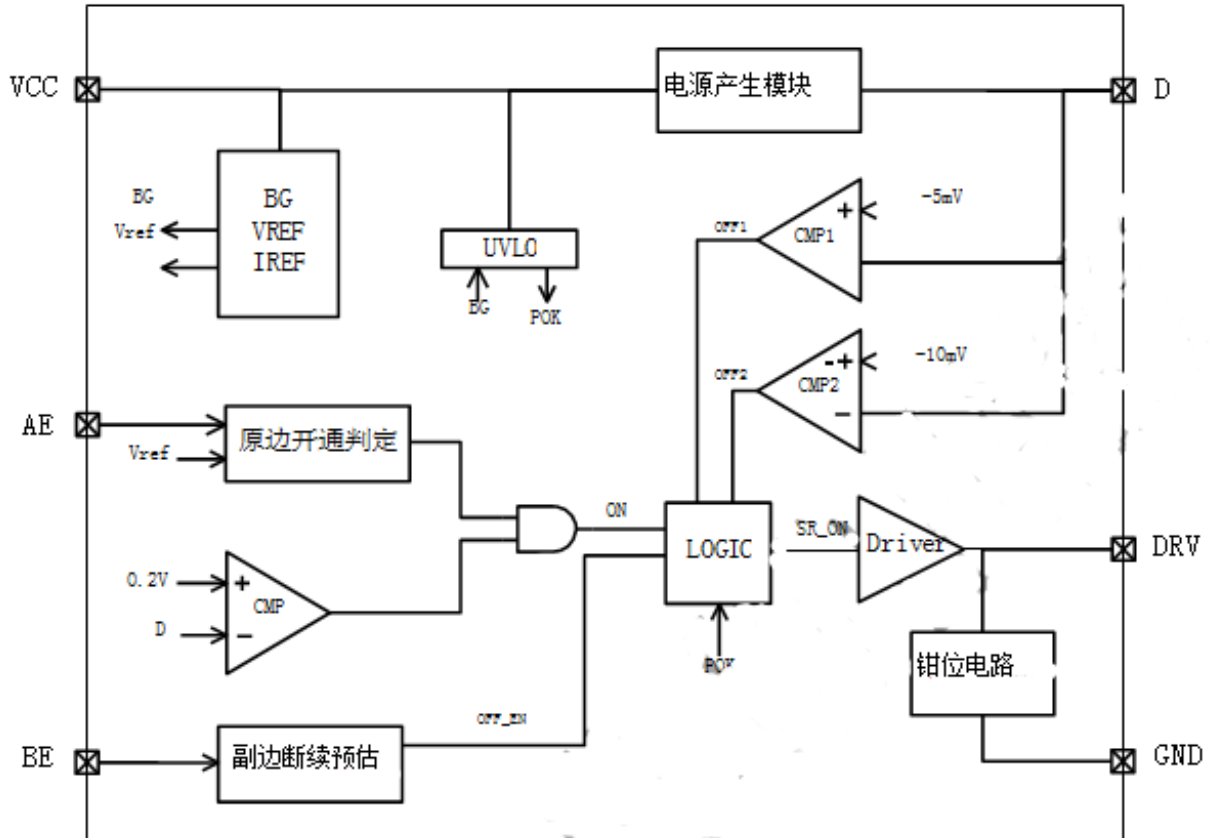 VCC
电源产生模块
D
BG
Vref
BG
VREF
IREF
UVLO
BG
POK
OFF1
+
CMP1
-5mV
OFF2
-+
CMP2
-
-10mV
AE
Vref
原边开通判定
ON
LOGIC
SR_ON
Driver
DRV
0.2V
+
CMP
D
-
钳位电路
OFF_EN
BE
副边断续预估
GND